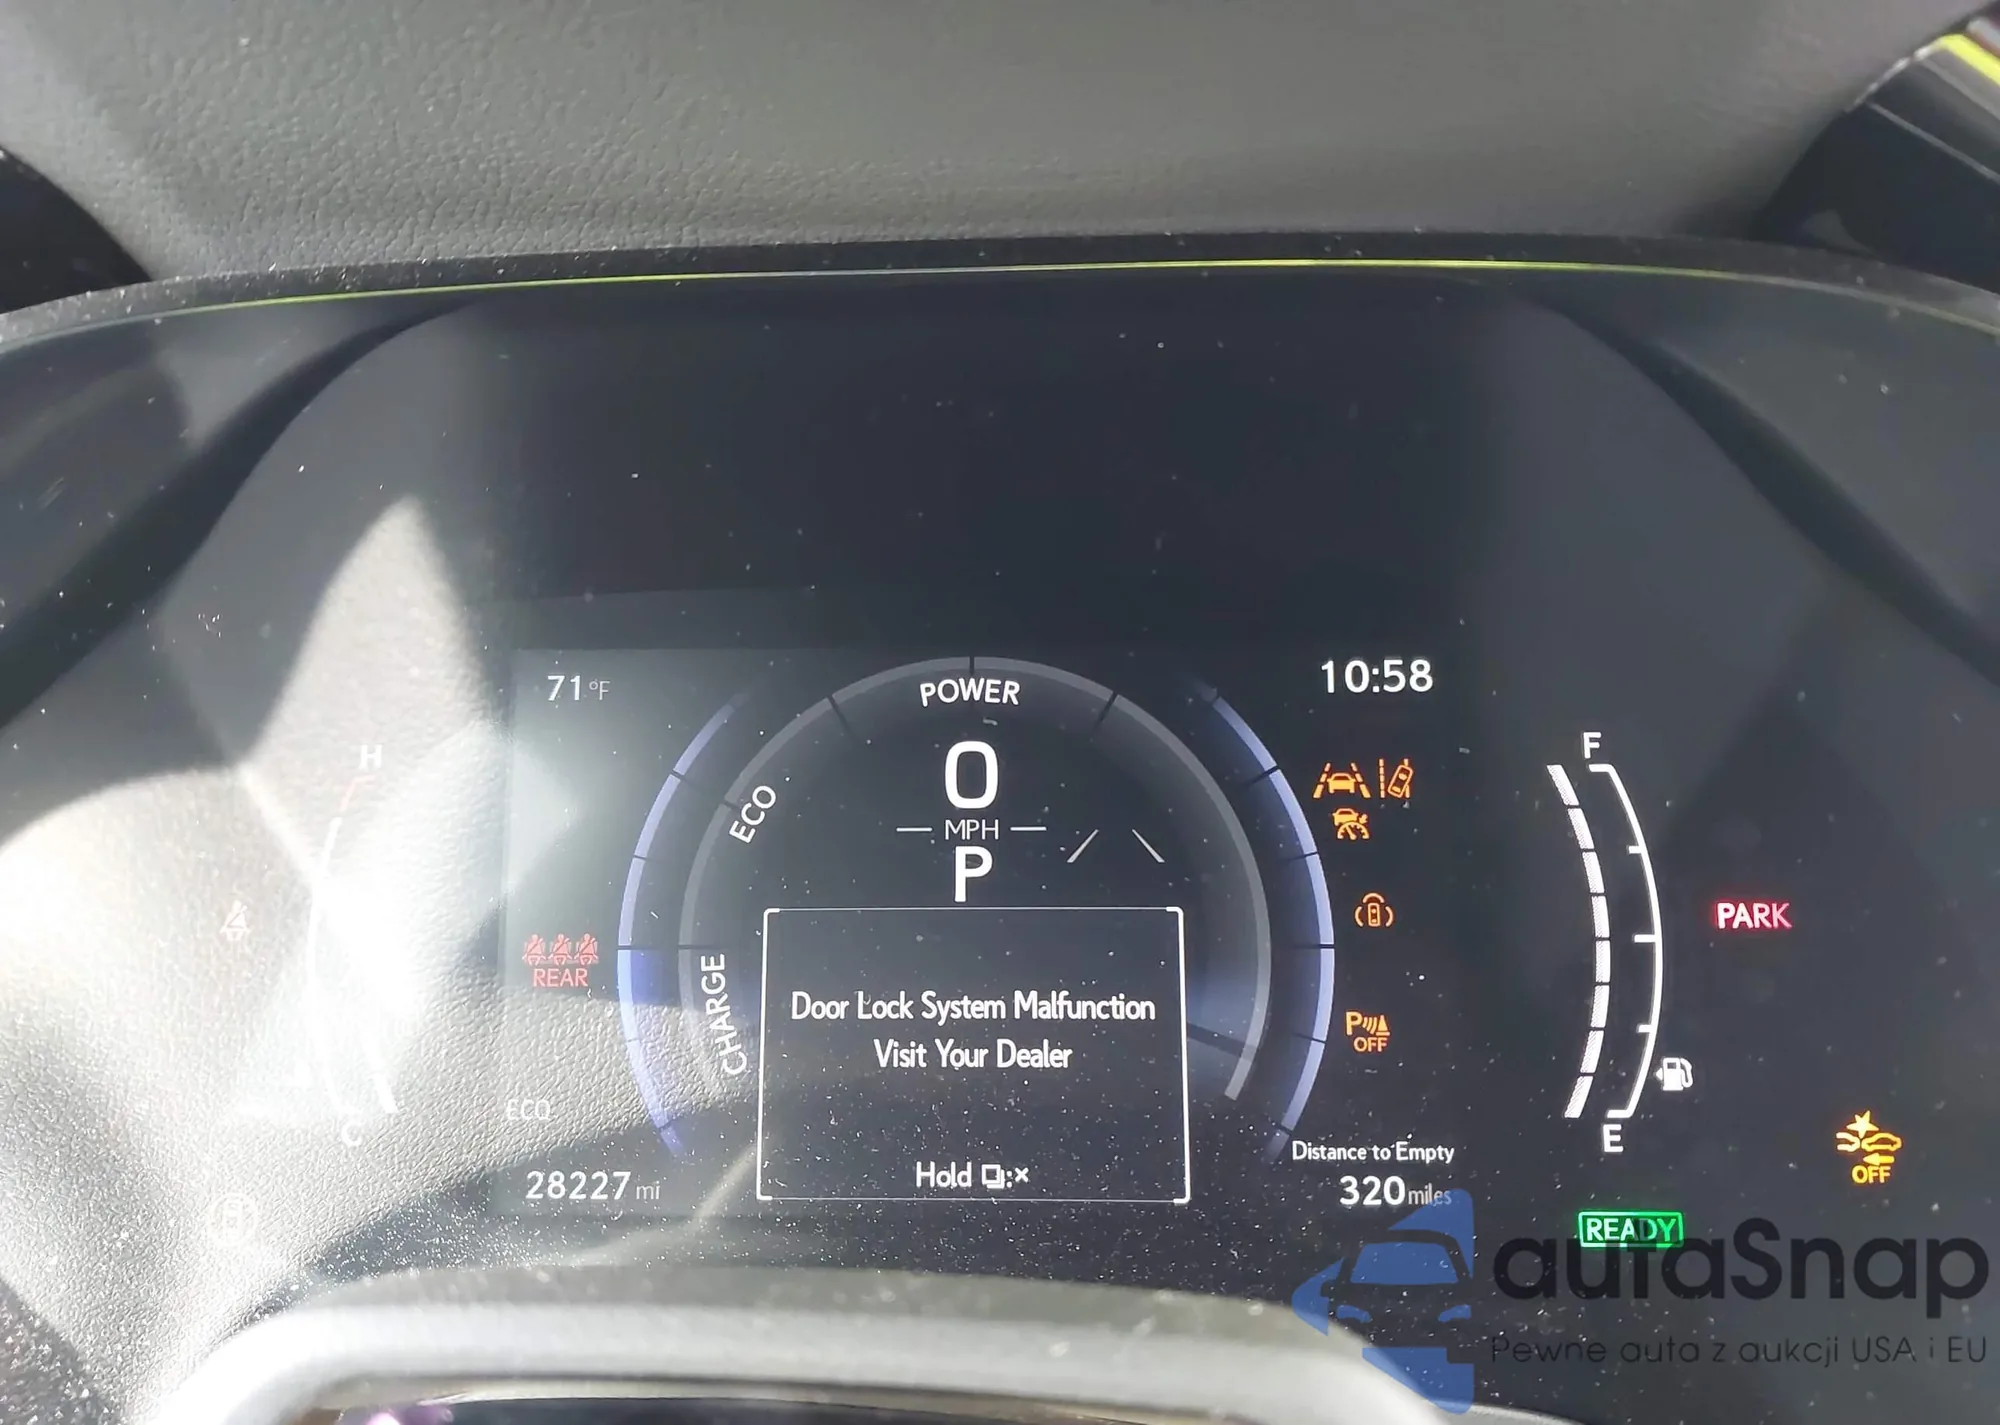 71°F
10:58
POWER
0
MPH
P
ECO
CHARGE
H
C
F
E
REAR
PARK
Door Lock System Malfunction
Visit Your Dealer
Hold :×
P
OFF
ECO
28227 mi
Distance to Empty
320 miles
OFF
READY
autaSnap
Pewne auta z aukcji USA i EU